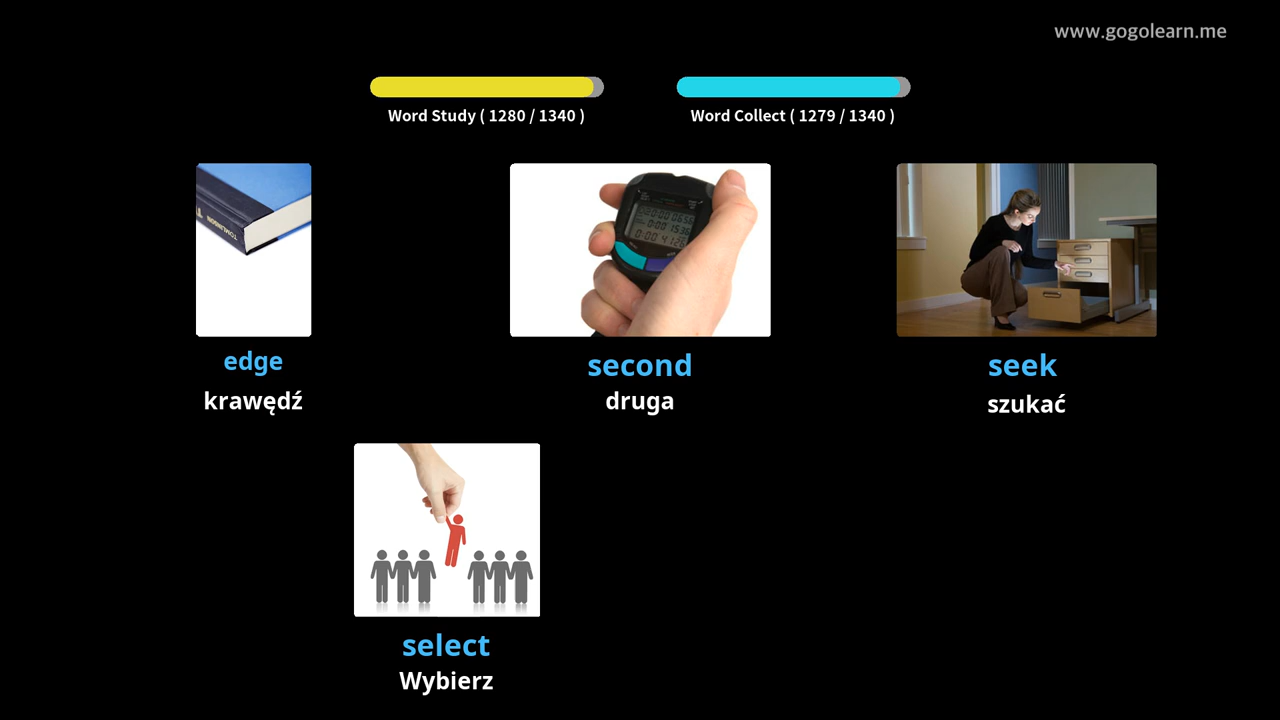 www.gogolearn.me
Word Study ( 1280 / 1340 )
Word Collect ( 1279 / 1340 )
TOMLINSON
edge
krawędź
second
druga
seek
szukać
select
Wybierz